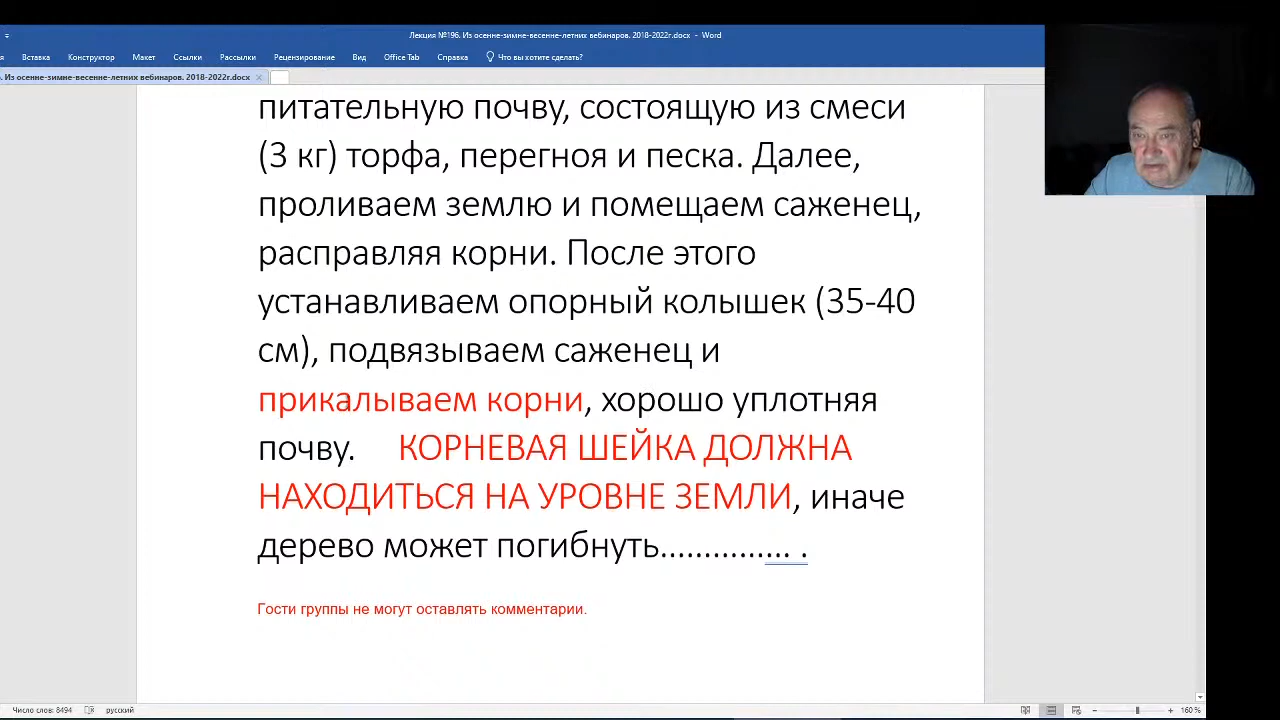 Лекция №196. Из осенне-зимне-весенне-летних вебинаров. 2018-2022г.docx - Word
я Вставка Конструктор Макет Ссылки Рассылки Рецензирование Вид Office Tab Справка Что вы хотите сделать?
. Из осенне-зимне-весенне-летних вебинаров. 2018-2022г.docx ×
питательную почву, состоящую из смеси
(3 кг) торфа, перегноя и песка. Далее,
проливаем землю и помещаем саженец,
расправляя корни. После этого
устанавливаем опорный колышек (35-40
см), подвязываем саженец и
прикалываем корни, хорошо уплотняя
почву. КОРНЕВАЯ ШЕЙКА ДОЛЖНА
НАХОДИТЬСЯ НА УРОВНЕ ЗЕМЛИ, иначе
дерево может погибнуть............... .
Гости группы не могут оставлять комментарии.
Число слов: 8494 русский 160 %